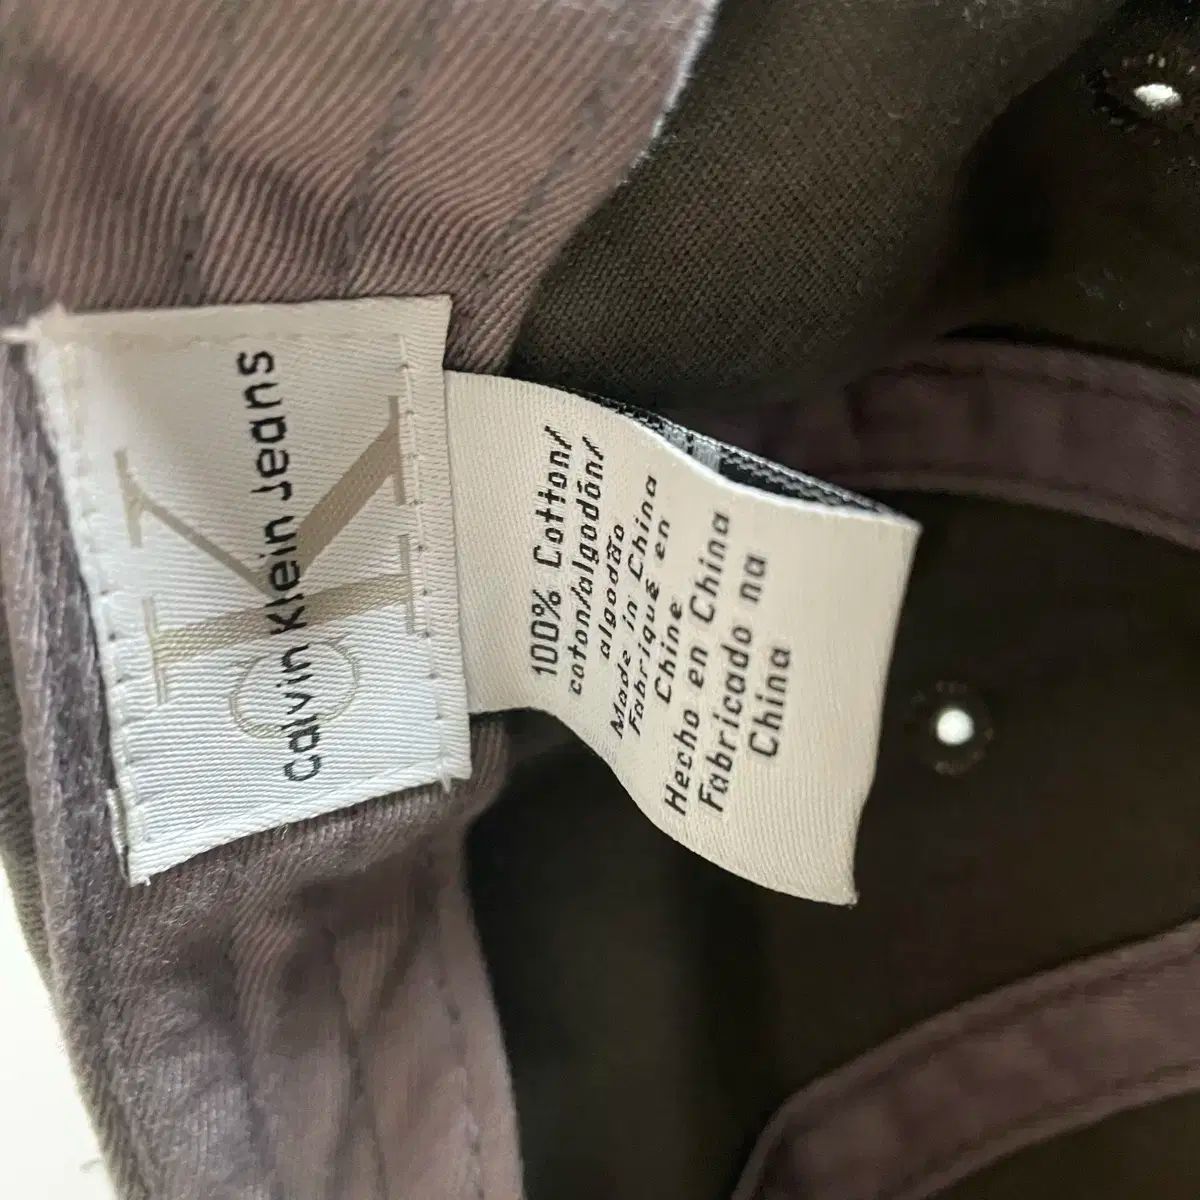 Calvin Klein Jeans
CK
100% Cotton/
coton/algodón/
algodão
Made in China
Fabriqué en
Chine
Hecho en China
Fabricado na
China